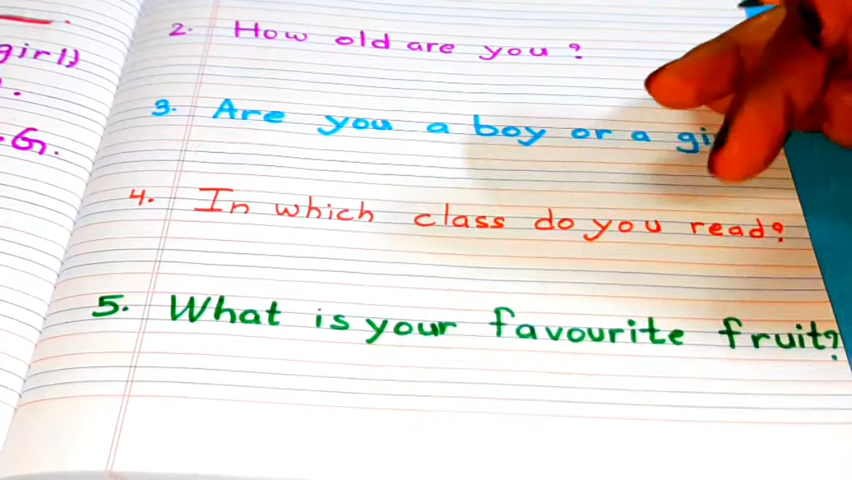 girl)
.G.
2. How old are you ?
3. Are you a boy or a
4. In which class do you read?
5. What is your favourite fruit?